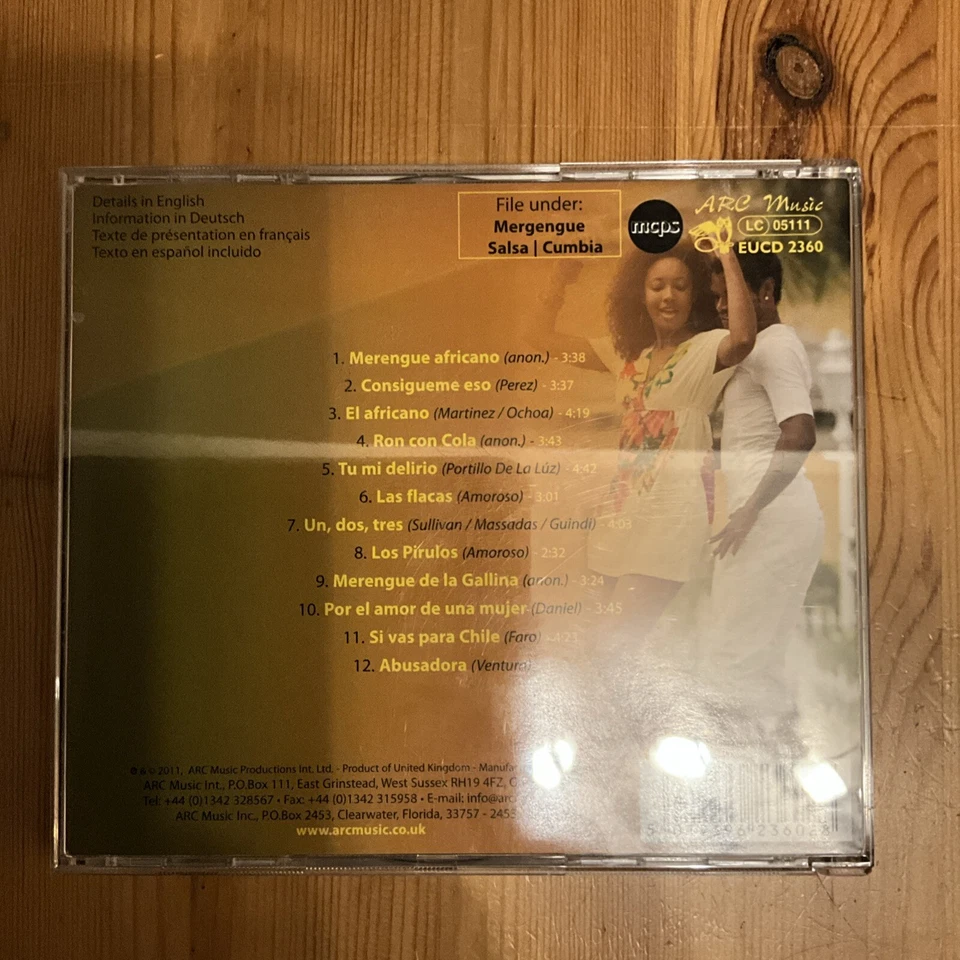 Details in English
Information in Deutsch
Texte de présentation en français
Texto en español incluido
File under:
Mergengue
Salsa | Cumbia
mcps
ARC Music
LC 05111
EUCD 2360
1. Merengue africano (anon.) - 3:38
2. Consigueme eso (Perez) - 3:37
3. El africano (Martinez / Ochoa) - 4:19
4. Ron con Cola (anon.) - 3:43
5. Tu mi delirio (Portillo De La Lúz) - 4:42
6. Las flacas (Amoroso) - 3:01
7. Un, dos, tres (Sullivan / Massadas / Guindi) - 4:03
8. Los Pirulos (Amoroso) - 2:32
9. Merengue de la Gallina (anon.) - 3:24
10. Por el amor de una mujer (Daniel) - 3:45
11. Si vas para Chile (Faro) - 4:23
12. Abusadora (Ventura)
℗ & © 2011, ARC Music Productions Int. Ltd. - Product of United Kingdom -
ARC Music Int., P.O.Box 111, East Grinstead, West Sussex RH19 4FZ,
Tel: +44 (0)1342 328567 • Fax: +44 (0)1342 315958 • E-mail:
ARC Music Inc., P.O.Box 2453, Clearwater, Florida, 33757 - 2453
www.arcmusic.co.uk